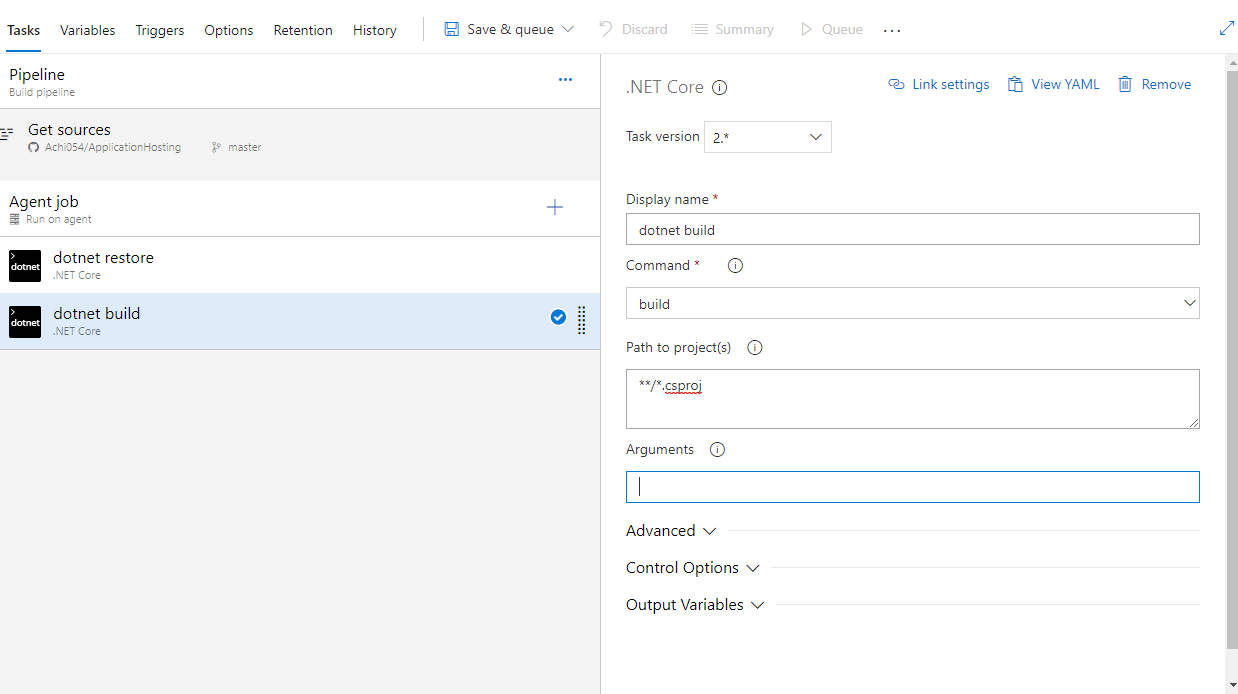 Tasks Variables Triggers Options Retention History Save & queue Discard Summary Queue ...
Pipeline
Build pipeline
Get sources
Achi054/ApplicationHosting master
Agent job
Run on agent
dotnet
dotnet restore
.NET Core
dotnet
dotnet build
.NET Core
.NET Core
Link settings View YAML Remove
Task version 2.*
Display name *
dotnet build
Command *
build
Path to project(s)
**/*.csproj
Arguments
Advanced
Control Options
Output Variables